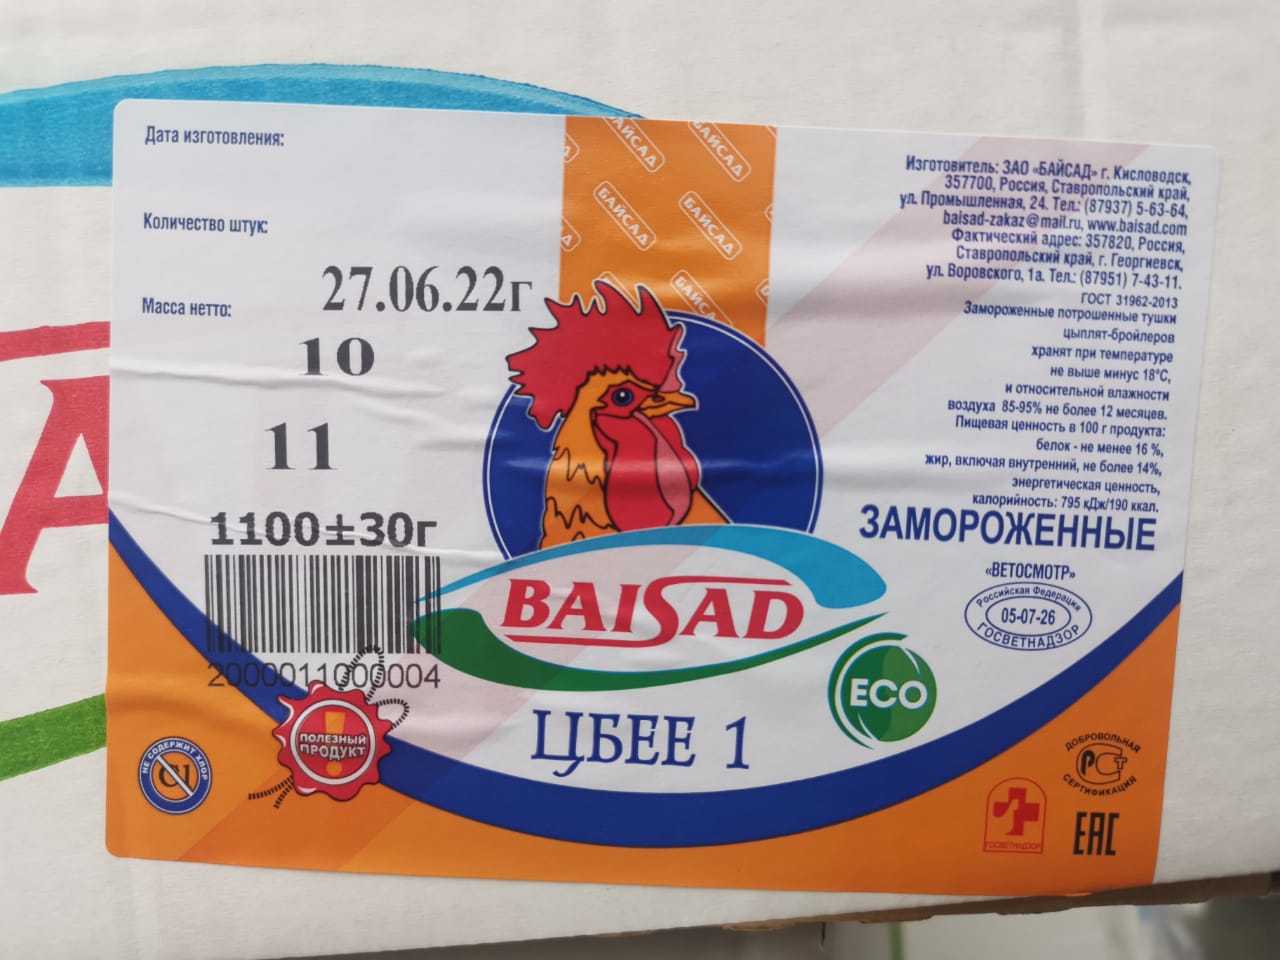 Дата изготовления:
Количество штук:
27.06.22г
Масса нетто:
10
11
1100±30г
2000011000004
БАЙСАД
БАЙСАД
БАЙСАД
БАЙСАД
Изготовитель: ЗАО «БАЙСАД» г. Кисловодск,
357700, Россия, Ставропольский край,
ул. Промышленная, 24. Тел.: (87937) 5-63-64,
baisad-zakaz@mail.ru, www.baisad.com
Фактический адрес: 357820, Россия,
Ставропольский край, г. Георгиевск,
ул. Воровского, 1а. Тел.: (87951) 7-43-11.
ГОСТ 31962-2013
Замороженные потрошенные тушки
цыплят-бройлеров
хранят при температуре
не выше минус 18°С,
и относительной влажности
воздуха 85-95% не более 12 месяцев.
Пищевая ценность в 100 г продукта:
белок - не менее 16 %,
жир, включая внутренний, не более 14%,
энергетическая ценность,
калорийность: 795 кДж/190 ккал.
ЗАМОРОЖЕННЫЕ
«ВЕТОСМОТР»
Российская Федерация
05-07-26
ГОСВЕТНАДЗОР
BAISAD
ECO
ЦБЕЕ 1
ПОЛЕЗНЫЙ
ПРОДУКТ
НЕ СОДЕРЖИТ ХЛОР
Cl
ДОБРОВОЛЬНАЯ
РСТ
СЕРТИФИКАЦИЯ
ГОСВЕТНАДЗОР
ЕАС
A